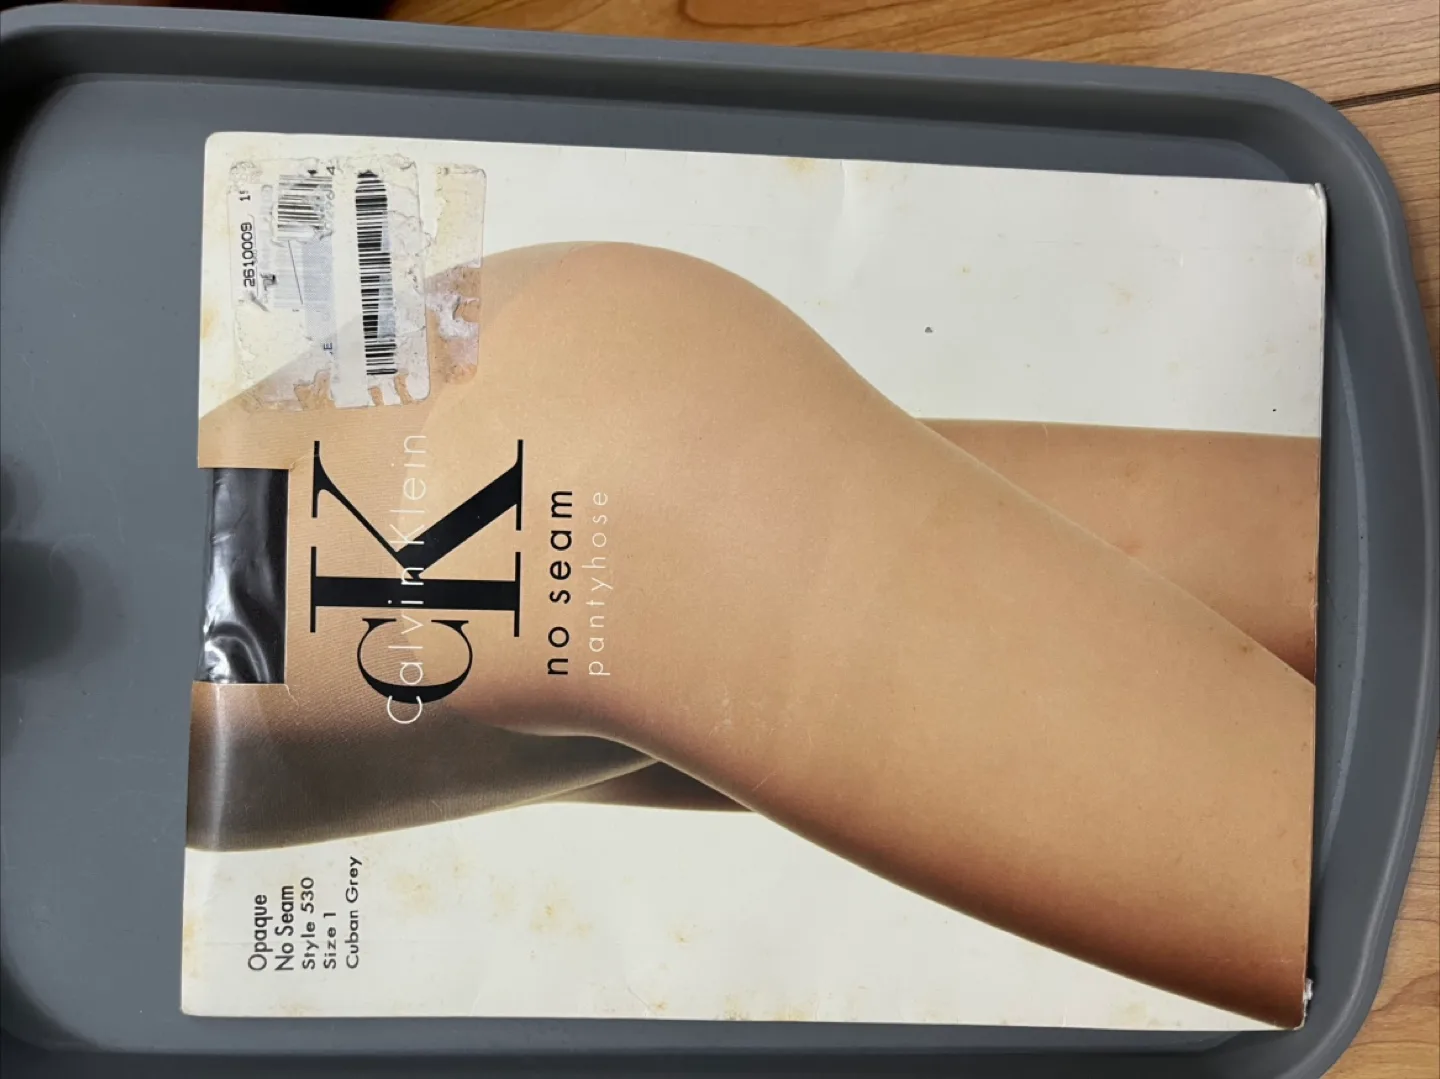 2610009
CK
Calvin Klein
no seam
pantyhose
Opaque
No Seam
Style 530
Size 1
Cuban Grey